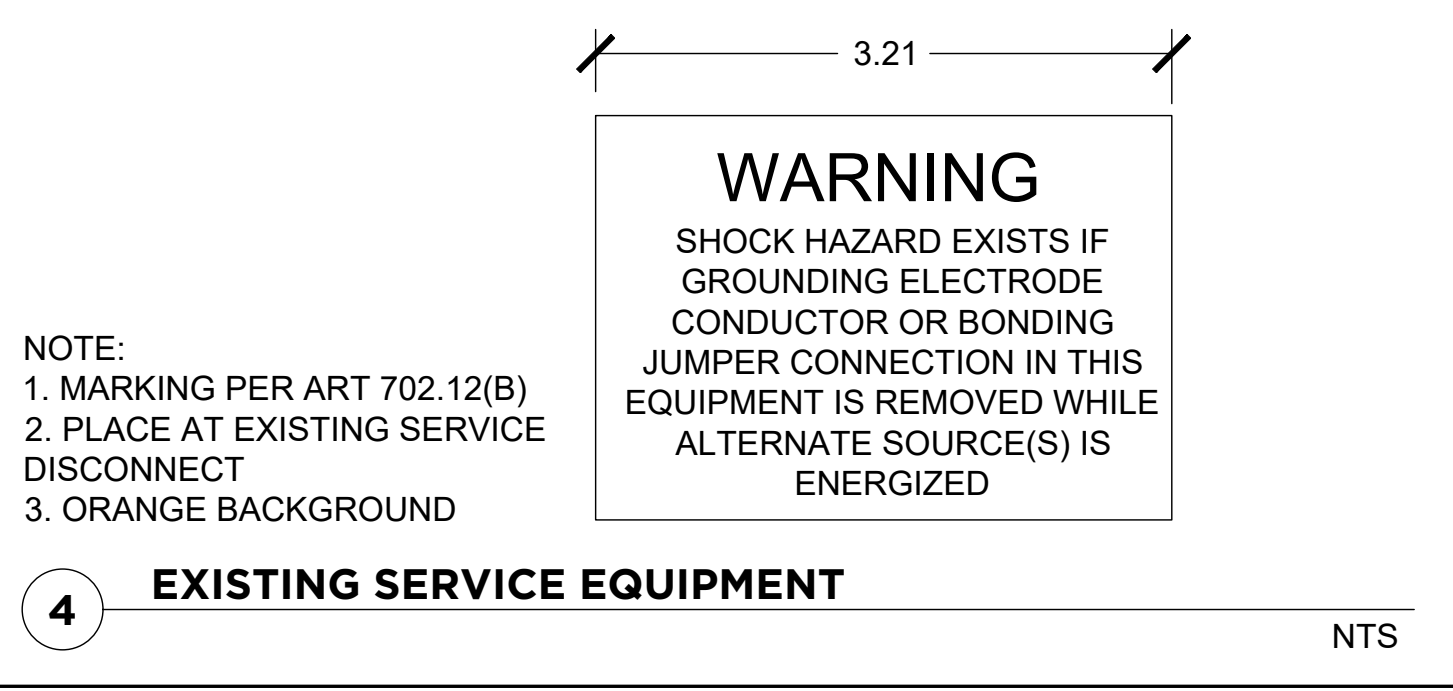 3.21
WARNING
SHOCK HAZARD EXISTS IF
GROUNDING ELECTRODE
CONDUCTOR OR BONDING
JUMPER CONNECTION IN THIS
EQUIPMENT IS REMOVED WHILE
ALTERNATE SOURCE(S) IS
ENERGIZED
NOTE:
1. MARKING PER ART 702.12(B)
2. PLACE AT EXISTING SERVICE
DISCONNECT
3. ORANGE BACKGROUND
4
EXISTING SERVICE EQUIPMENT
NTS